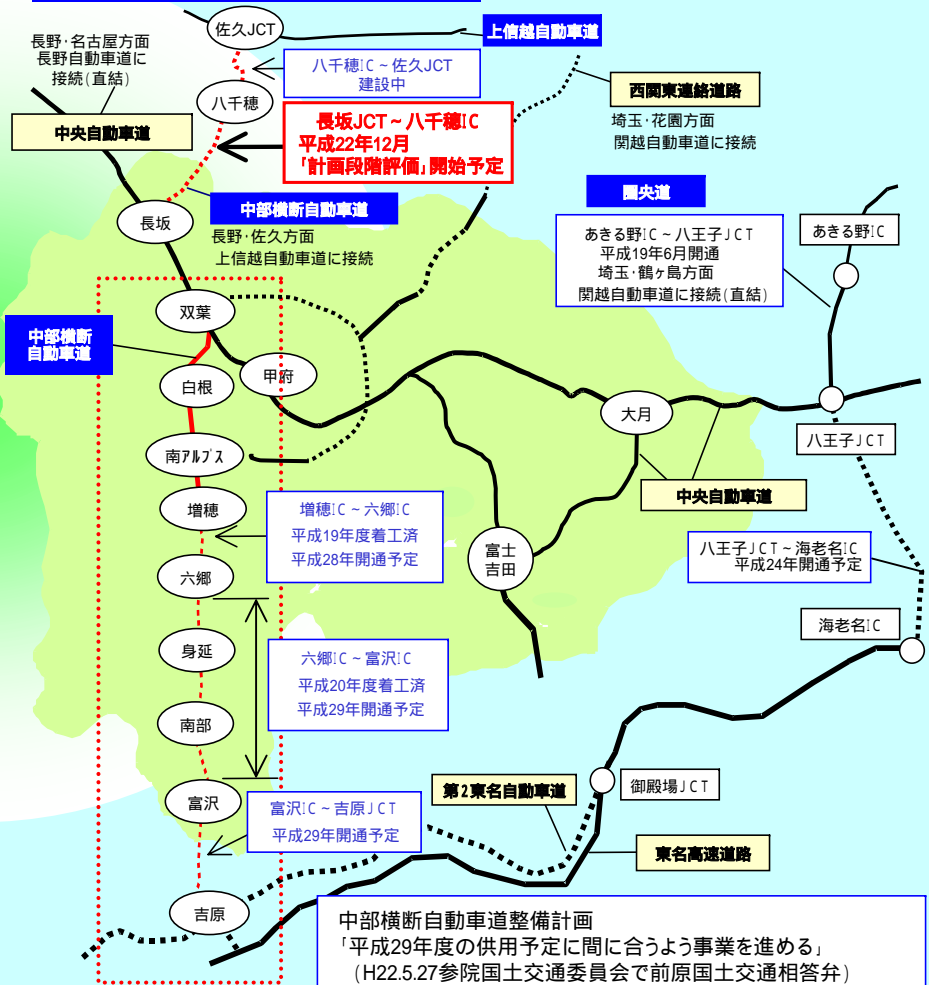 佐久JCT
上信越自動車道
長野・名古屋方面
長野自動車道に
接続(直結)
八千穂IC~佐久JCT
建設中
八千穂
西関東連絡道路
埼玉・花園方面
関越自動車道に接続
中央自動車道
長坂JCT~八千穂IC
平成22年12月
「計画段階評価」開始予定
中部横断自動車道
長野・佐久方面
上信越自動車道に接続
長坂
圏央道
あきる野IC~八王子JCT
平成19年6月開通
埼玉・鶴ヶ島方面
関越自動車道に接続(直結)
あきる野IC
双葉
中部横断
自動車道
甲府
白根
大月
八王子JCT
南アルプス
中央自動車道
増穂
増穂IC~六郷IC
平成19年度着工済
平成28年開通予定
富士
吉田
八王子JCT~海老名IC
平成24年開通予定
六郷
海老名IC
身延
六郷IC~富沢IC
平成20年度着工済
平成29年開通予定
南部
富沢
第2東名自動車道
御殿場JCT
富沢IC~吉原JCT
平成29年開通予定
東名高速道路
吉原
中部横断自動車道整備計画
「平成29年度の供用予定に間に合うよう事業を進める」
(H22.5.27参院国土交通委員会で前原国土交通相答弁)